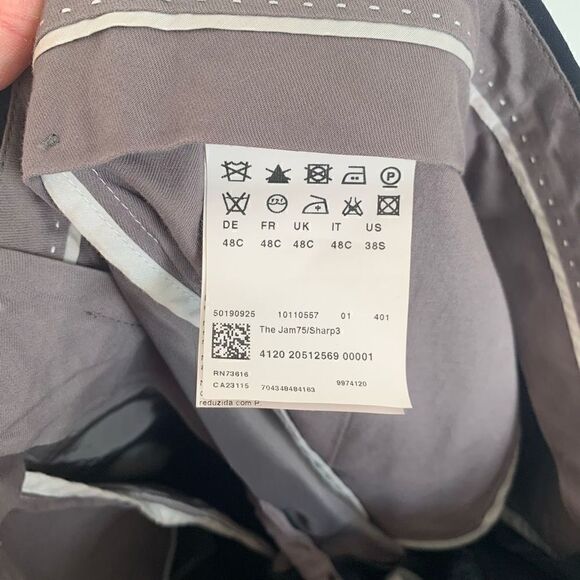 P
DE FR UK IT US
48C 48C 48C 48C 38S
50190925 10110557 01 401
The Jam75/Sharp3
4120 20512569 00001
RN73616
CA23115 704348484163 9974120
reduzida com P.